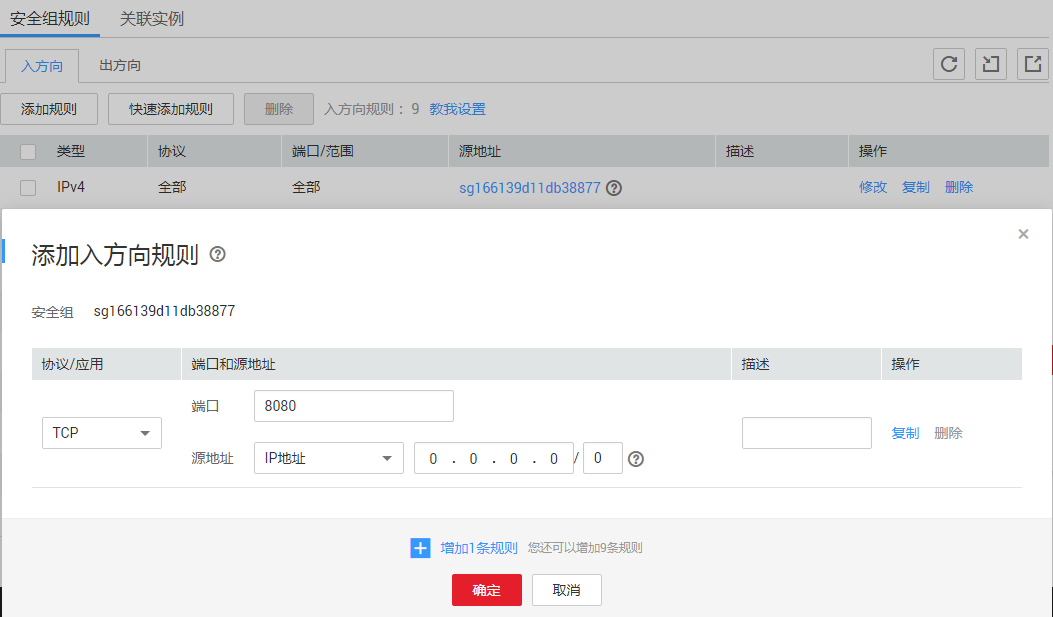 安全组规则 关联实例
入方向 出方向
添加规则 快速添加规则 删除 入方向规则：9 教我设置
类型 协议 端口/范围 源地址 描述 操作
IPv4 全部 全部 sg166139d11db38877 ? 修改 复制 删除
添加入方向规则 ? ×
安全组 sg166139d11db38877
协议/应用 端口和源地址 描述 操作
端口 8080
TCP 复制 删除
源地址 IP地址 0 . 0 . 0 . 0 / 0 ?
+ 增加1条规则 您还可以增加9条规则
确定 取消